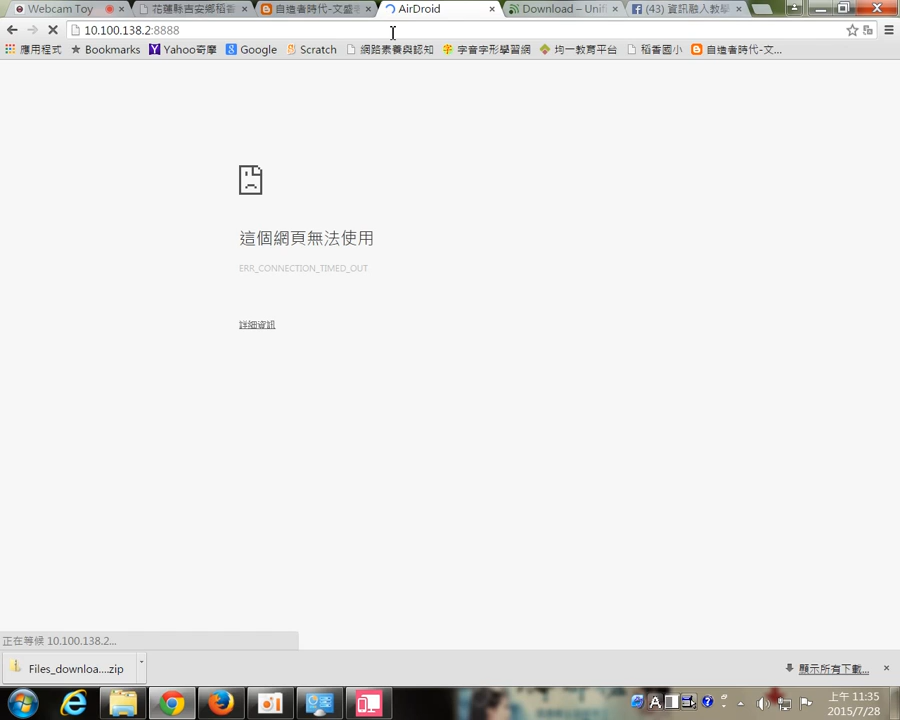 Webcam Toy
花蓮縣吉安鄉稻香
自造者時代-文盛老
AirDroid
Download – Unifi
(43) 資訊融入教學
10.100.138.2:8888
應用程式
Bookmarks
Yahoo奇摩
Google
Scratch
網路素養與認知
字音字形學習網
均一教育平台
稻香國小
自造者時代-文...
這個網頁無法使用
ERR_CONNECTION_TIMED_OUT
詳細資訊
正在等候 10.100.138.2...
Files_downloa....zip
顯示所有下載...
A
上午 11:35
2015/7/28